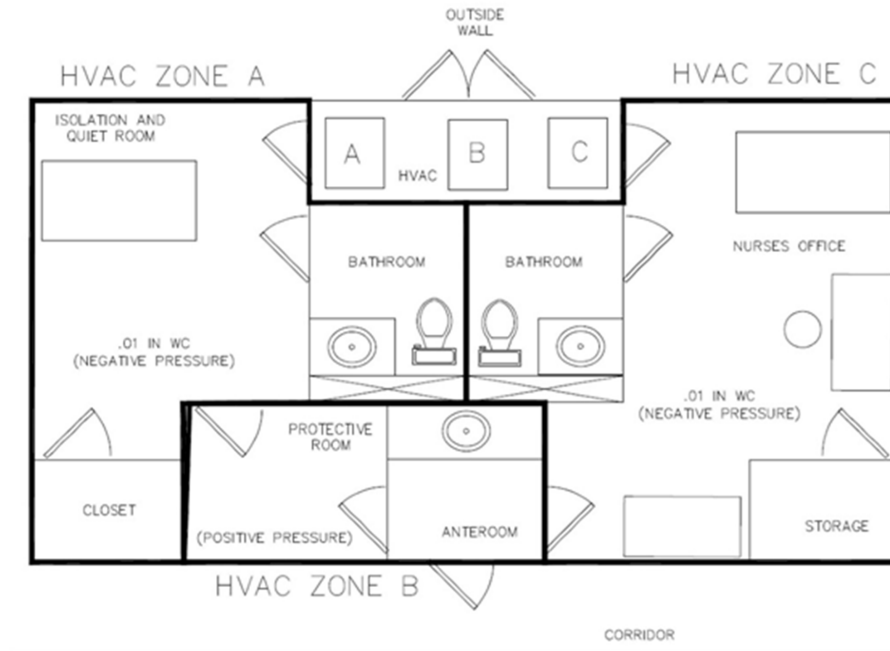 OUTSIDE
WALL
HVAC ZONE A
HVAC ZONE C
ISOLATION AND
QUIET ROOM
A
B
C
HVAC
BATHROOM
BATHROOM
NURSES OFFICE
.01 IN WC
(NEGATIVE PRESSURE)
.01 IN WC
(NEGATIVE PRESSURE)
PROTECTIVE
ROOM
CLOSET
(POSITIVE PRESSURE)
ANTEROOM
STORAGE
HVAC ZONE B
CORRIDOR